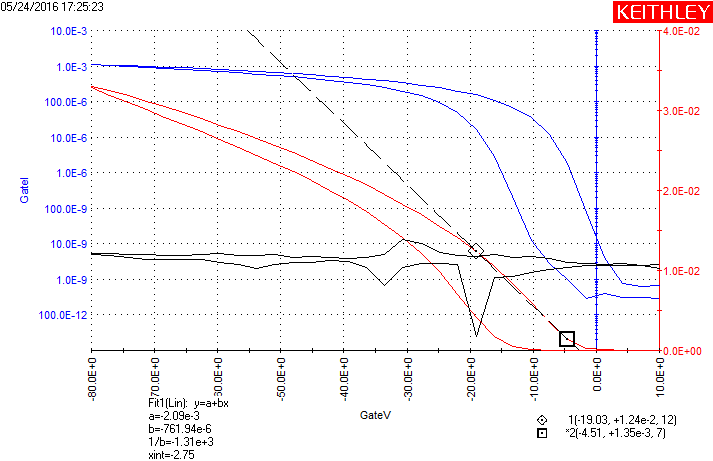 05/24/2016 17:25:23
KEITHLEY
10.0E-3
1.0E-3
100.0E-6
10.0E-6
1.0E-6
100.0E-9
10.0E-9
1.0E-9
100.0E-12
GateI
4.0E-02
3.0E-02
2.0E-02
1.0E-02
0.0E+00
-80.0E+0
-70.0E+0
-60.0E+0
-50.0E+0
-40.0E+0
-30.0E+0
-20.0E+0
-10.0E+0
0.0E+0
10.0E+0
GateV
Fit1(Lin): y=a+bx
a=-2.09e-3
b=-761.94e-6
1/b=-1.31e+3
xint=-2.75
1(-19.03, +1.24e-2, 12)
*2(-4.51, +1.35e-3, 7)